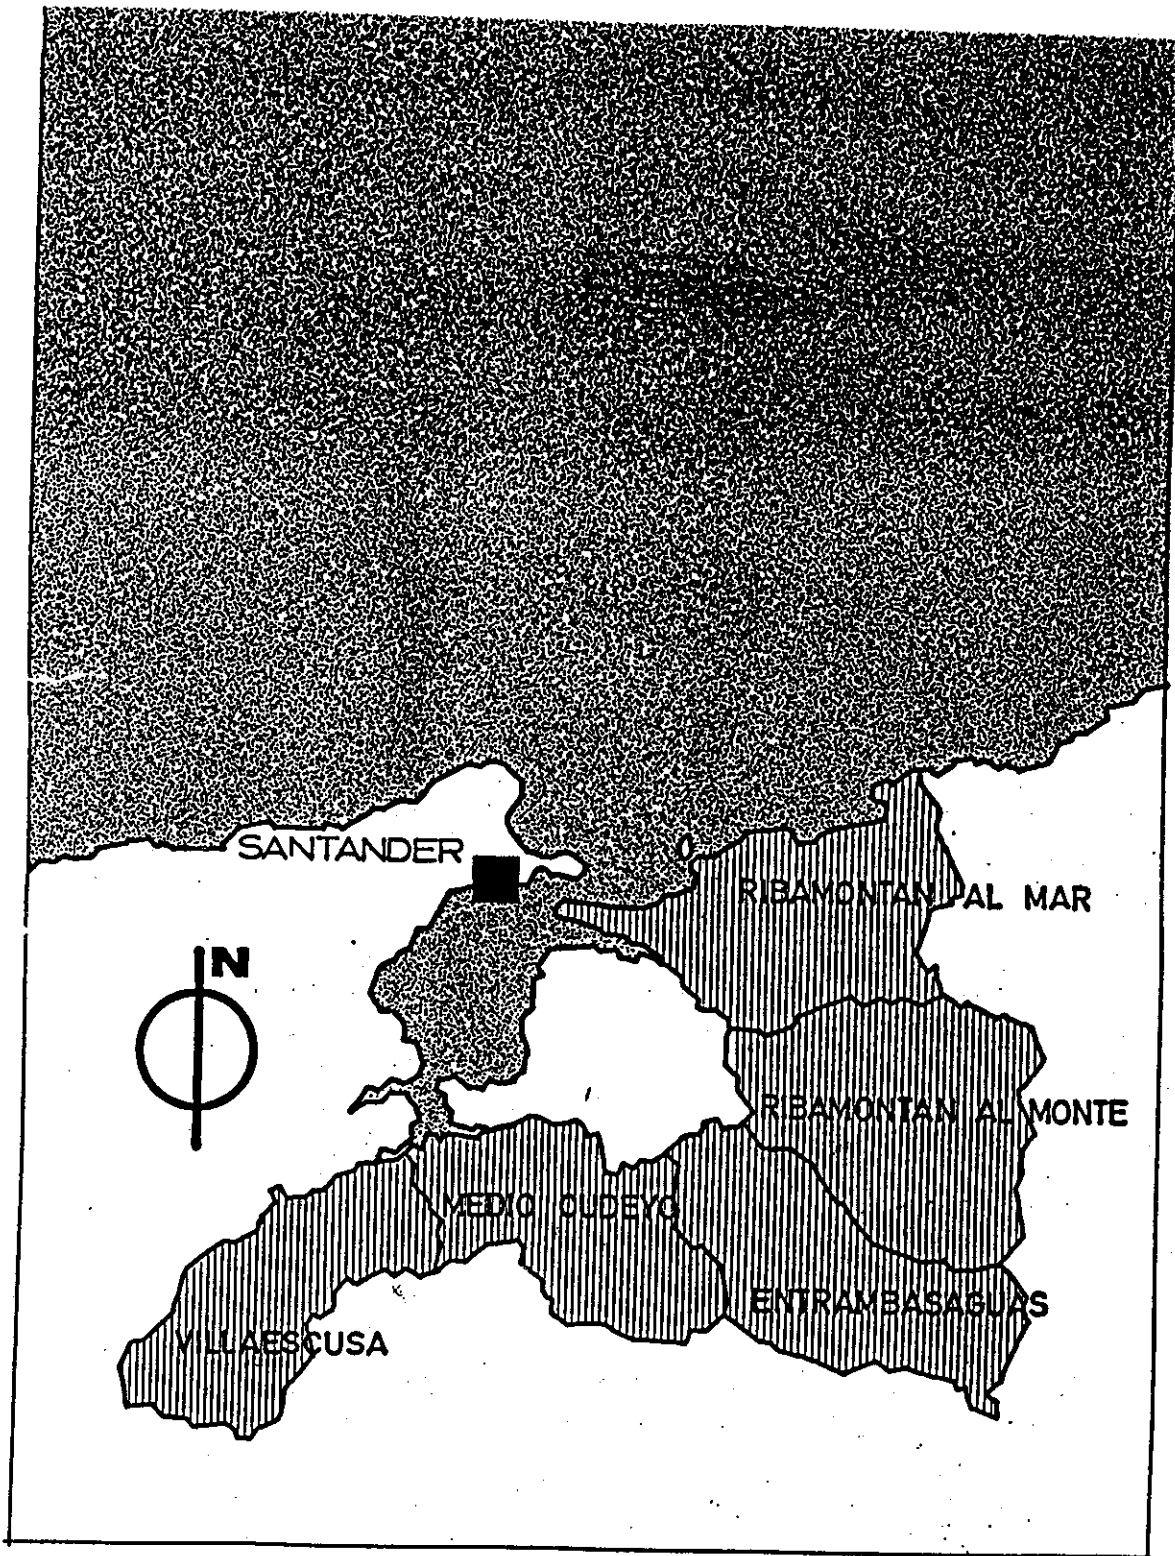 SANTANDER
RIBAMONTAN AL MAR
N
RIBAMONTAN AL MONTE
MEDIO CUDEYO
ENTRAMBASAGUAS
VILLAESCUSA